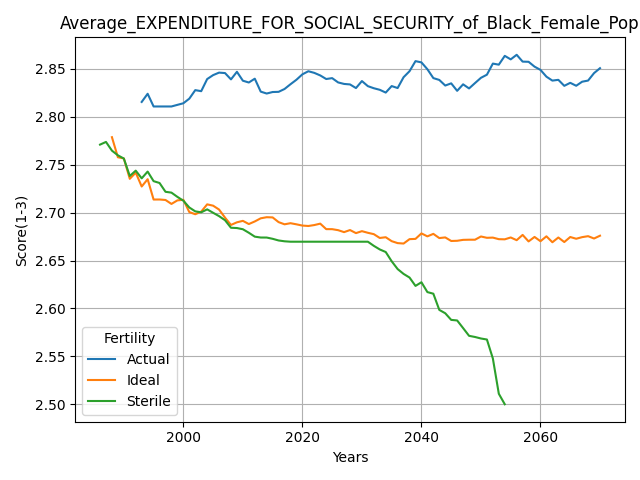 Average_EXPENDITURE_FOR_SOCIAL_SECURITY_of_Black_Female_Pop
Score(1-3)
2.85
2.80
2.75
2.70
2.65
2.60
2.55
2.50
Fertility
Actual
Ideal
Sterile
2000 2020 2040 2060
Years